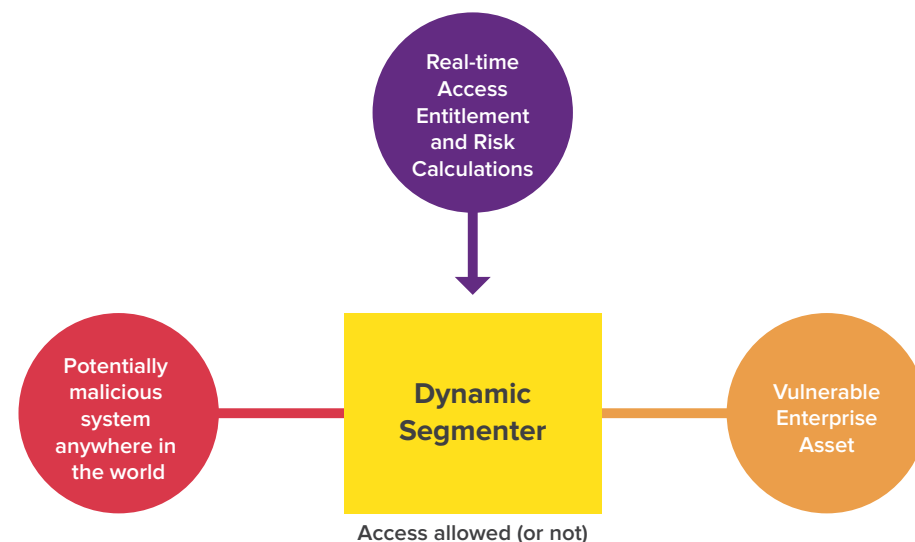 Real-time
Access
Entitlement
and Risk
Calculations
Potentially
malicious
system
anywhere in
the world
Dynamic
Segmenter
Vulnerable
Enterprise
Asset
Access allowed (or not)